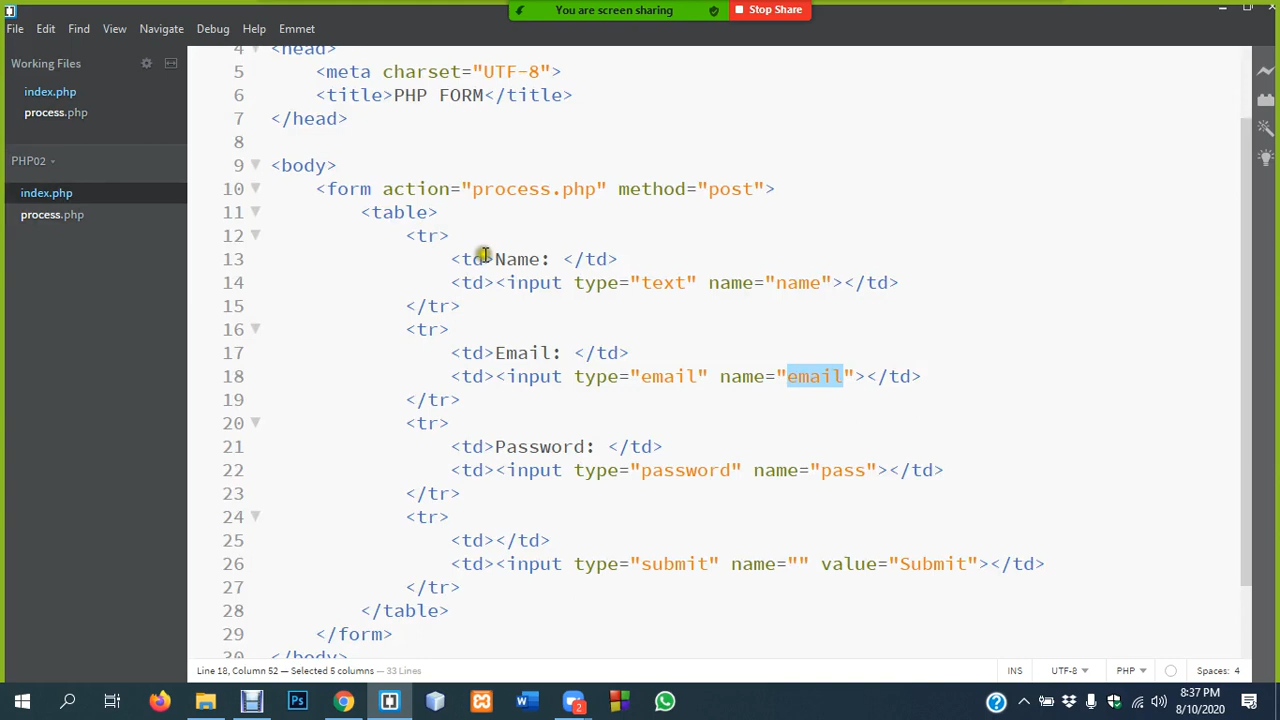 You are screen sharing
Stop Share
File Edit Find View Navigate Debug Help Emmet
Working Files
index.php
process.php
PHP02
index.php
process.php
4 <head>
5 <meta charset="UTF-8">
6 <title>PHP FORM</title>
7 </head>
8
9 <body>
10 <form action="process.php" method="post">
11 <table>
12 <tr>
13 <td>Name: </td>
14 <td><input type="text" name="name"></td>
15 </tr>
16 <tr>
17 <td>Email: </td>
18 <td><input type="email" name="email"></td>
19 </tr>
20 <tr>
21 <td>Password: </td>
22 <td><input type="password" name="pass"></td>
23 </tr>
24 <tr>
25 <td></td>
26 <td><input type="submit" name="" value="Submit"></td>
27 </tr>
28 </table>
29 </form>
30 </body>
Line 18, Column 52 — Selected 5 columns — 33 Lines
INS UTF-8 PHP Spaces: 4
Ps
W
2
8:37 PM
8/10/2020